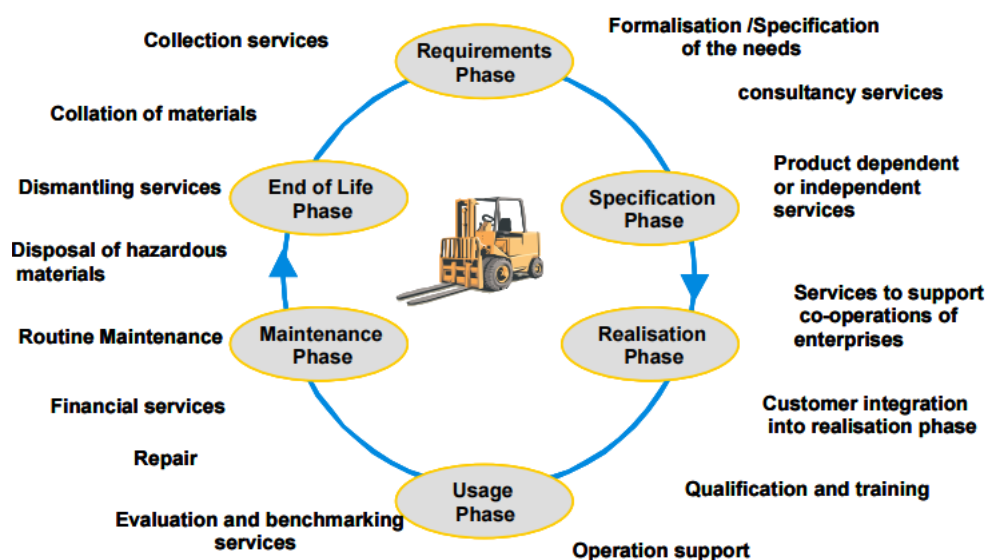 Collection services
Requirements
Phase
Formalisation /Specification
of the needs
consultancy services
Collation of materials
Product dependent
or independent
services
Dismantling services
End of Life
Phase
Specification
Phase
Disposal of hazardous
materials
Services to support
co-operations of
enterprises
Routine Maintenance
Maintenance
Phase
Realisation
Phase
Financial services
Customer integration
into realisation phase
Repair
Usage
Phase
Qualification and training
Evaluation and benchmarking
services
Operation support